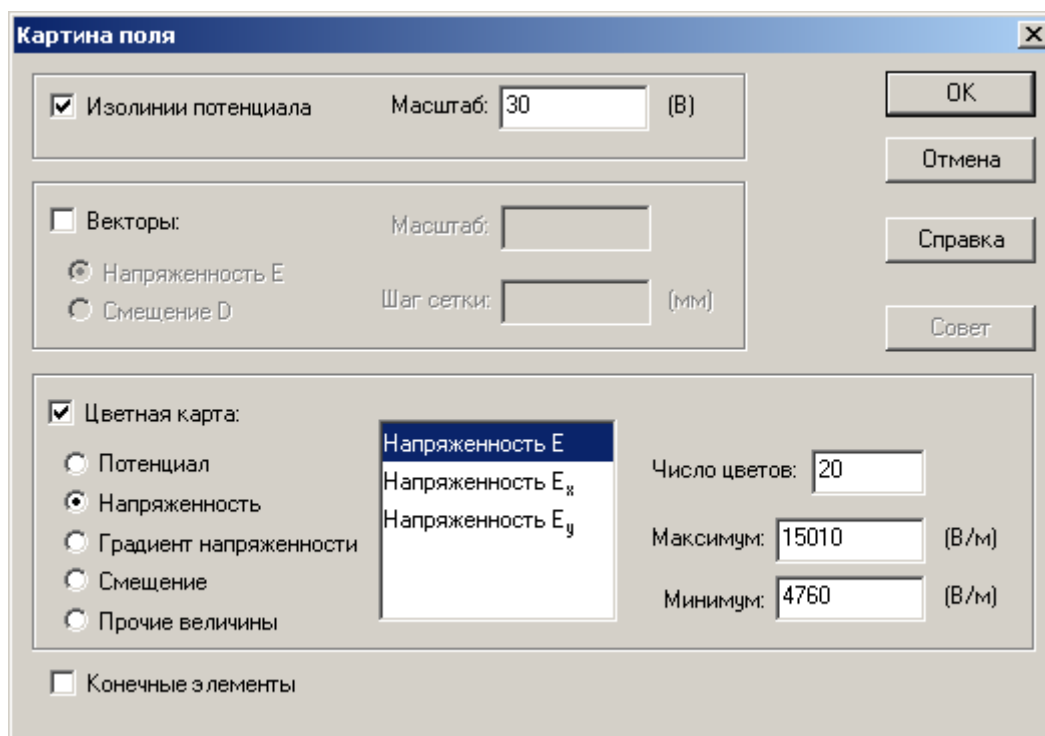 Картина поля
Изолинии потенциала Масштаб: 30 (В)
OK
Отмена
Справка
Совет
Векторы: Масштаб:
Напряженность E
Смещение D
Шаг сетки: (мм)
Цветная карта:
Потенциал
Напряженность
Градиент напряженности
Смещение
Прочие величины
Напряженность E
Напряженность Eₓ
Напряженность Eᵧ
Число цветов: 20
Максимум: 15010 (В/м)
Минимум: 4760 (В/м)
Конечные элементы